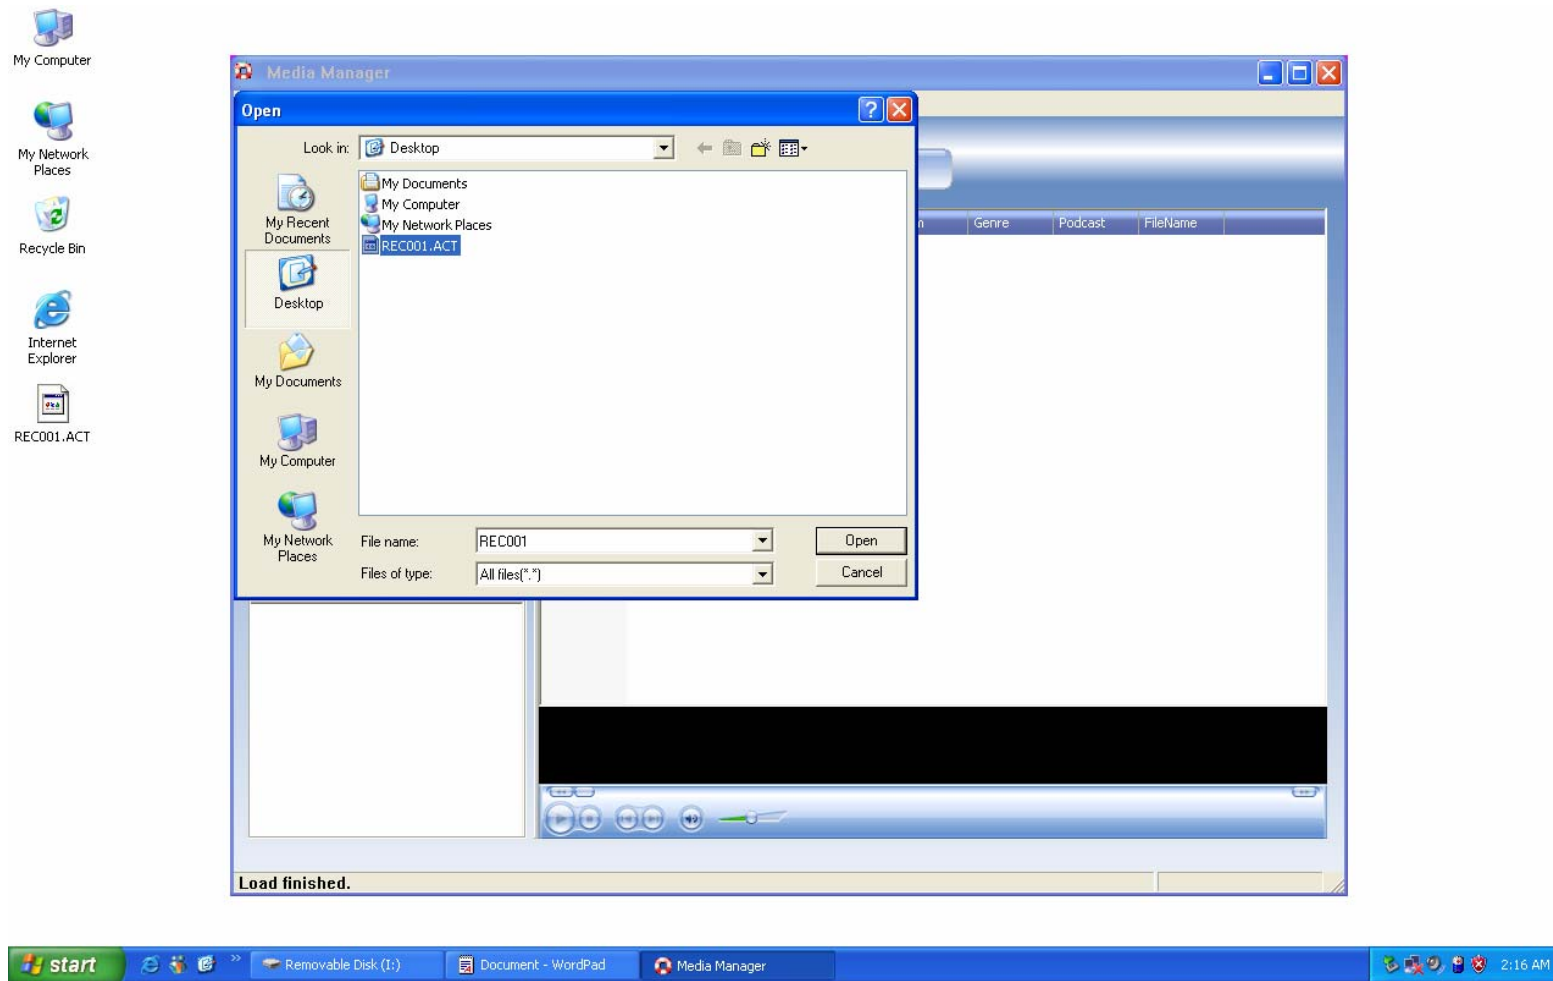 My Computer
My Network
Places
Recycle Bin
Internet
Explorer
REC001.ACT
Media Manager
Open
Look in:
Desktop
My Recent
Documents
Desktop
My Documents
My Computer
My Network
Places
My Documents
My Computer
My Network Places
REC001.ACT
File name:
REC001
Open
Files of type:
All files(*.*)
Cancel
Genre
Podcast
FileName
Load finished.
start
Removable Disk (I:)
Document - WordPad
Media Manager
2:16 AM